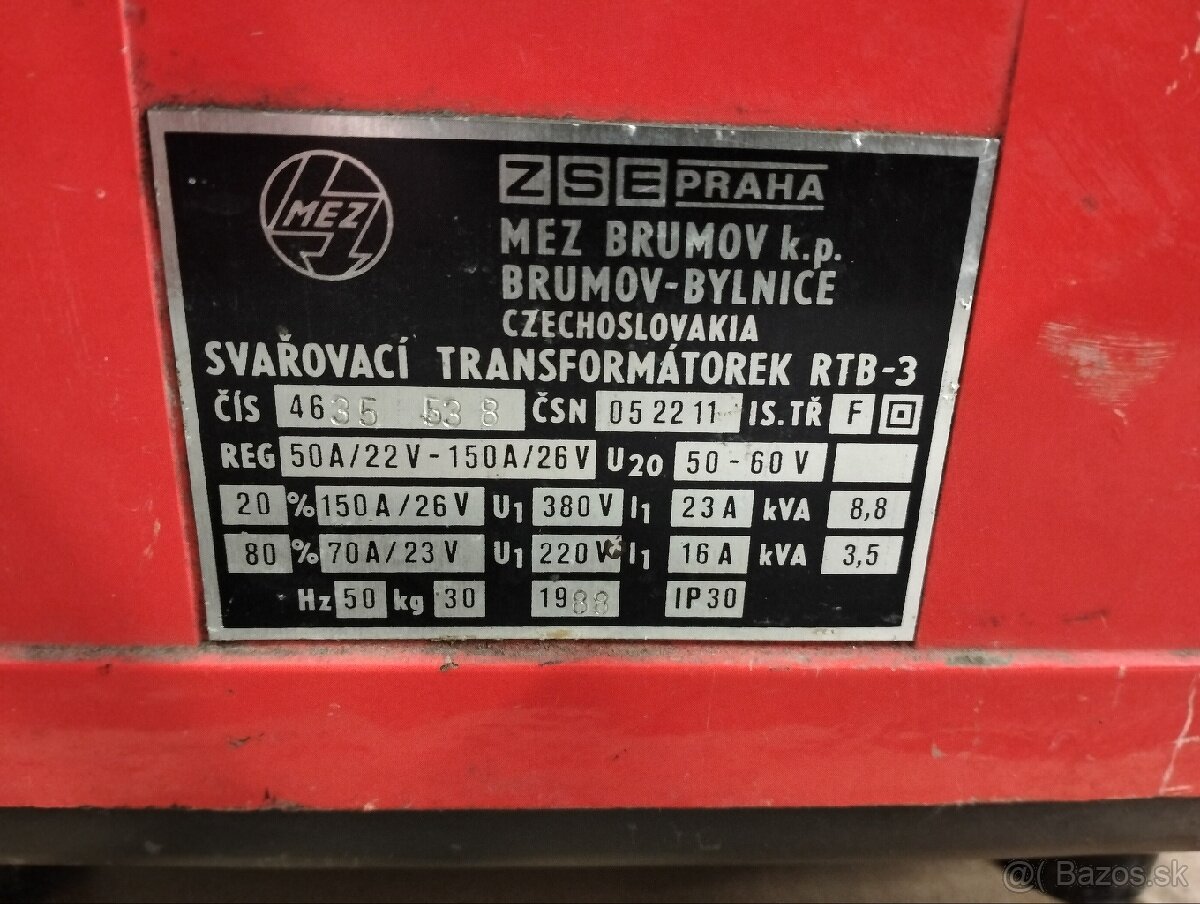 MEZ
ZSE PRAHA
MEZ BRUMOV k.p.
BRUMOV-BYLNICE
CZECHOSLOVAKIA
SVAŘOVACÍ TRANSFORMÁTOREK RTB-3
ČÍS 4635 538 ČSN 05 22 11 IS.TŘ F
REG 50A/22V-150A/26V U20 50-60V
20 % 150A/26V U1 380V I1 23A kVA 8,8
80 % 70A/23V U1 220V I1 16A kVA 3,5
Hz 50 kg 30 1988 IP30
@( Bazos.sk